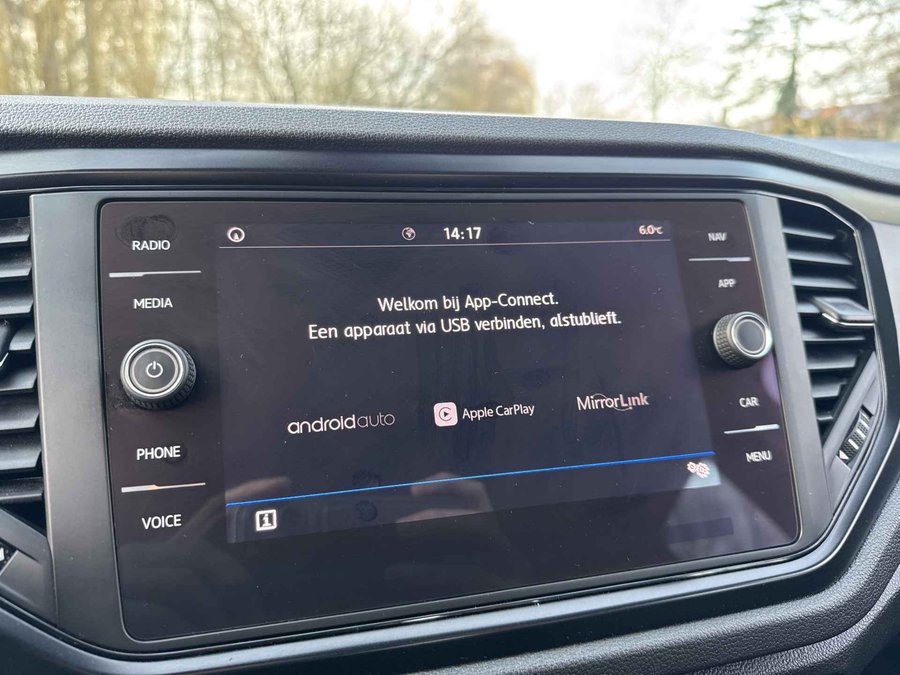 RADIO
14:17
6.0°C
NAV
MEDIA
APP
Welkom bij App-Connect.
Een apparaat via USB verbinden, alstublieft.
androidauto
Apple CarPlay
MirrorLink
CAR
PHONE
MENU
VOICE